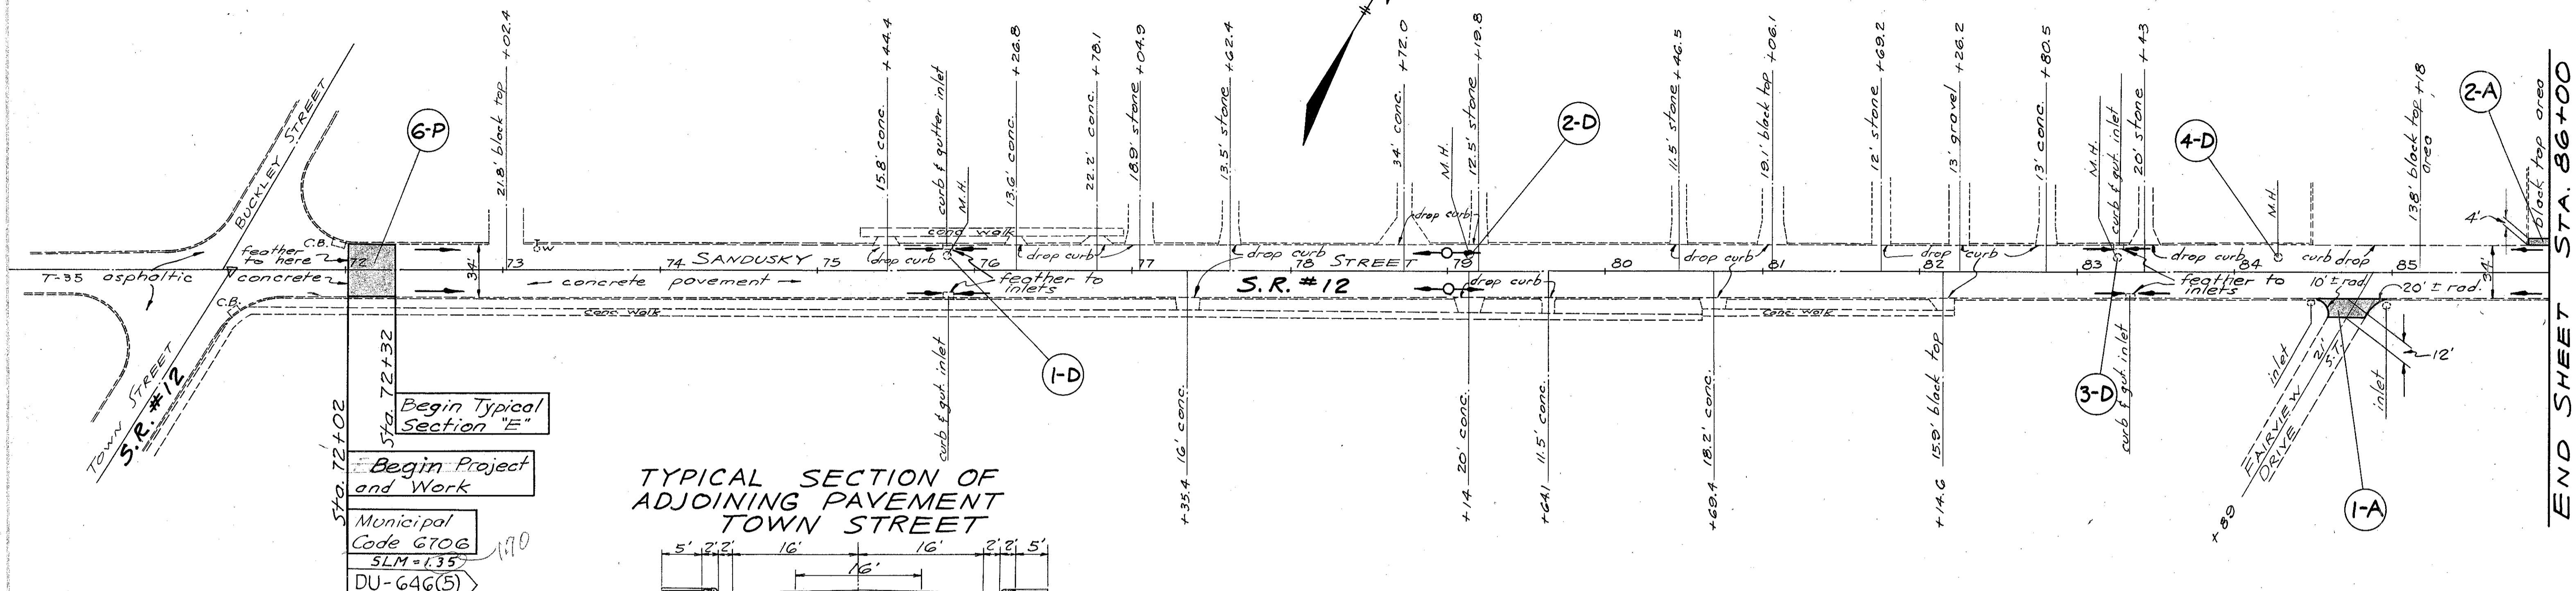 21.8' black top +02.4
15.8' conc. +44.4
curb & gutter inlet
M.H.
13.6' conc. +26.8
22.2' conc. +78.1
18.9' stone +04.9
13.5' stone +62.4
34' conc. +72.0
M.H.
12.5' stone +19.8
11.5' stone +46.5
19.1' black top +06.1
12' stone +69.2
13' gravel +26.2
13' conc. +80.5
M.H.
curb & gut. inlet
20' stone +43
M.H.
13.8' black top +18
area
black top area
6-P
2-D
4-D
2-A
4'
BUCKLEY STREET
C.B.
feather
to here
W
conc. walk
drop curb
drop curb
drop curb
drop curb
drop curb
drop curb
drop curb
drop curb
curb drop
72 73 74 SANDUSKY 75 76 77 78 STREET 79 80 81 82 83 84 85
T-35 asphaltic concrete
34'
34'
concrete pavement
feather to
inlets
S.R. #12
drop curb
feather to
inlets
10' ± rad.
20' ± rad.
C.B.
conc. walk
conc. walk
12'
TOWN STREET
S.R. #12
Sta. 72+02
Sta. 72+32
Begin Typical
Section "E"
Begin Project
and Work
Municipal
Code 6706
SLM = 1.35
1.70
DU-646(5)
curb & gut. inlet
1-D
+35.4 16' conc.
+14 20' conc.
+64.1 11.5' conc.
+69.4 18.2' conc.
+14.6 15.9' black top
curb & gut. inlet
3-D
inlet
21'
FAIRVIEW
DRIVE
S.T.
inlet
+89
1-A
END SHEET STA. 86+00
TYPICAL SECTION OF
ADJOINING PAVEMENT
TOWN STREET
5' 2' 2' 16' 16' 2' 2' 5'
16'